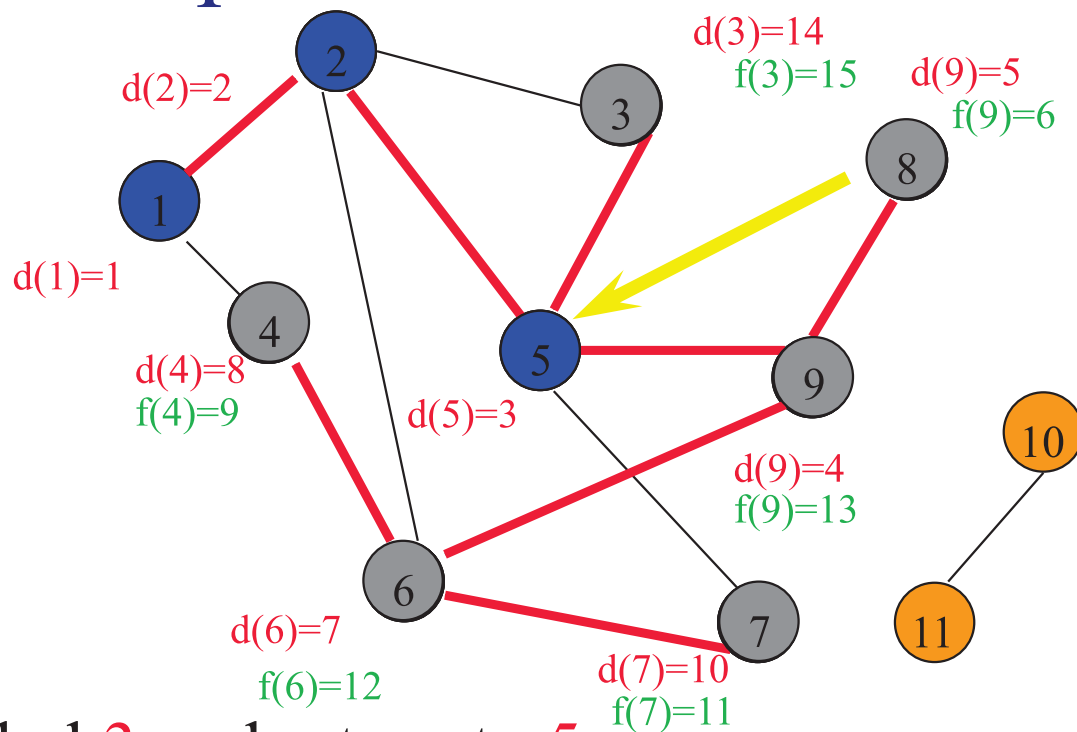 2
d(3)=14
f(3)=15
d(9)=5
f(9)=6
d(2)=2
3
8
1
d(1)=1
4
5
9
d(4)=8
f(4)=9
d(5)=3
10
d(9)=4
f(9)=13
6
7
11
d(6)=7
f(6)=12
d(7)=10
f(7)=11